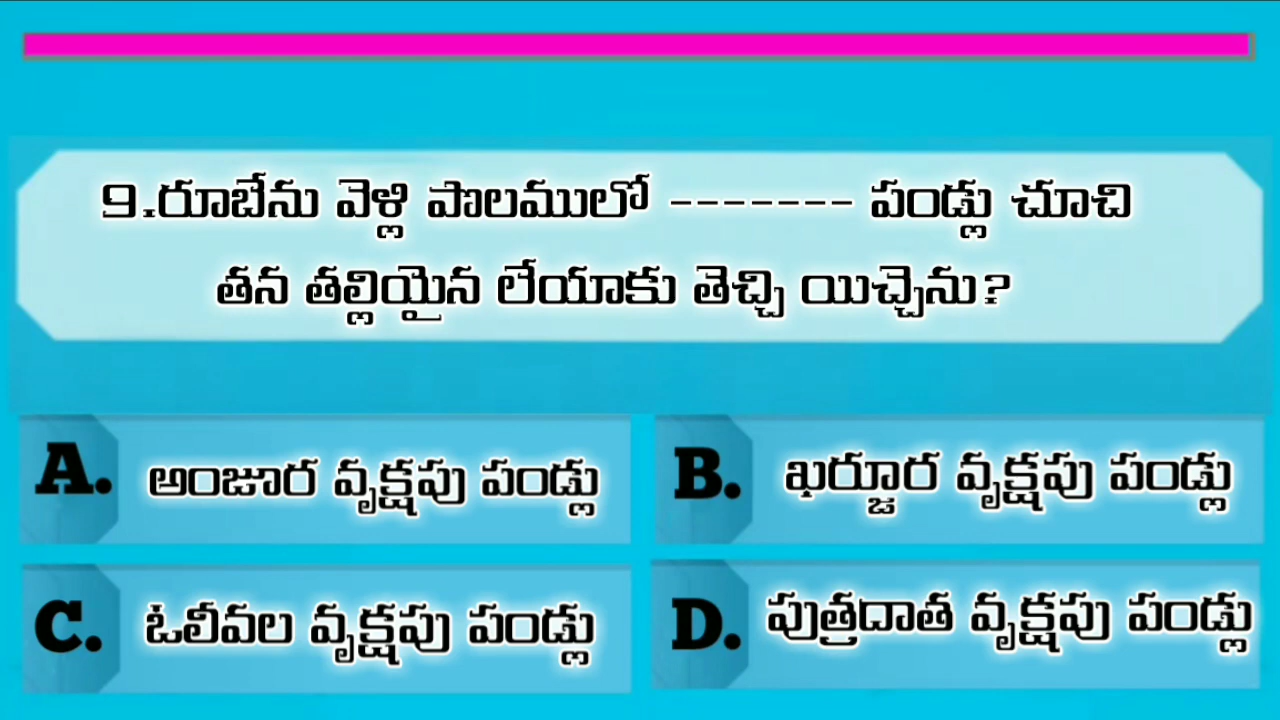 9.రూబేను వెళ్లి పొలములో ------- పండ్లు చూచి
తన తల్లియైన లేయాకు తెచ్చి యిచ్చెను?
A. అంజూర వృక్షపు పండ్లు
B. ఖర్జూర వృక్షపు పండ్లు
C. ఓలీవల వృక్షపు పండ్లు
D. పుత్రదాత వృక్షపు పండ్లు